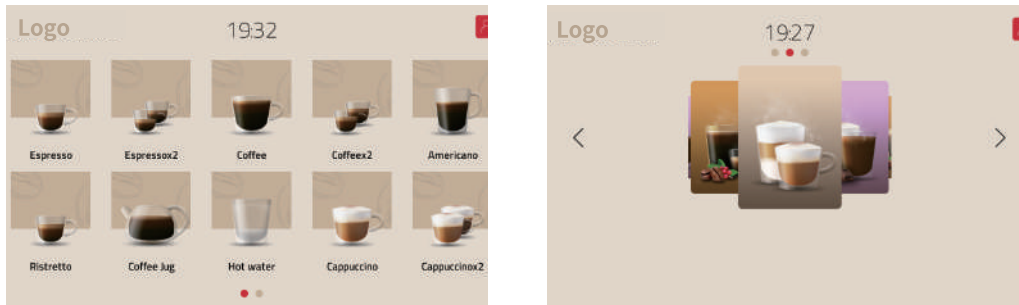 Logo
19:32
Espresso
Espressox2
Coffee
Coffeex2
Americano
Ristretto
Coffee Jug
Hot water
Cappuccino
Cappuccinox2
Logo
19:27